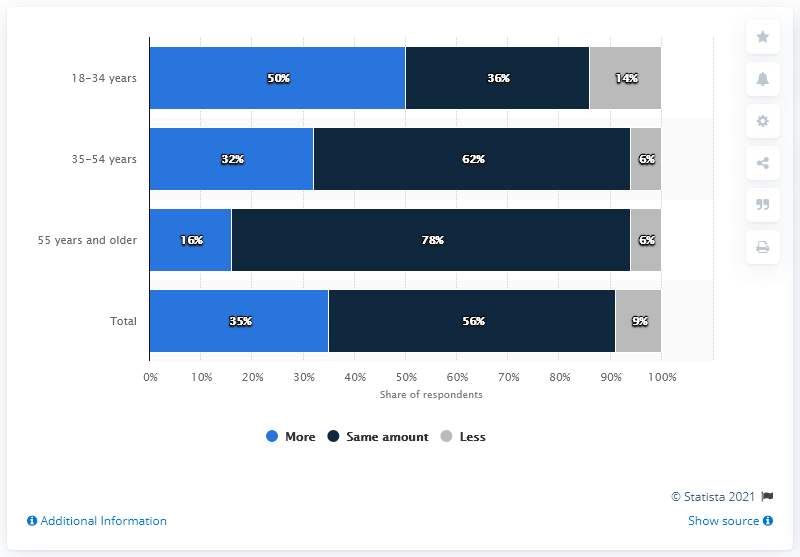 18–34 years 50% 36% 14%
35–54 years 32% 62% 6%
55 years and older 16% 78% 6%
Total 35% 56% 9%
0% 10% 20% 30% 40% 50% 60% 70% 80% 90% 100%
Share of respondents
More Same amount Less
© Statista 2021
Additional Information Show source